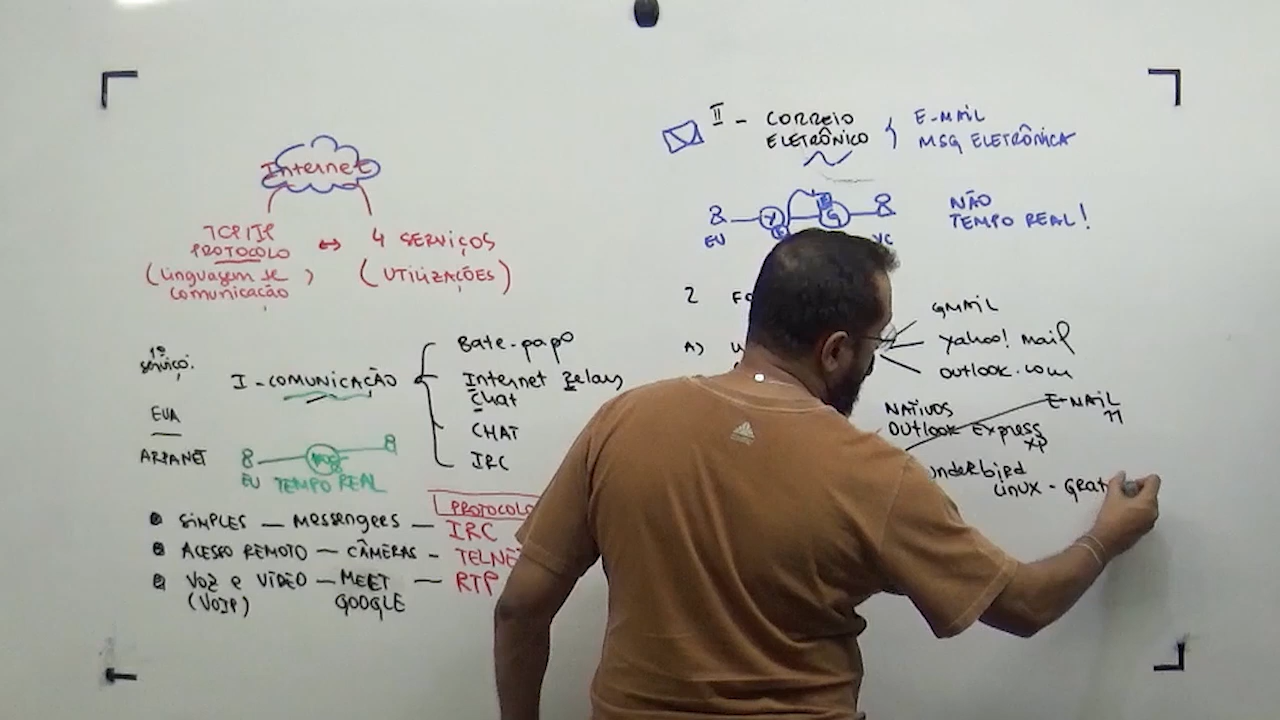 Internet
TCP/IP
PROTOCOLO
(Linguagem de
comunicação)
↔ 4 SERVIÇOS
(UTILIZAÇÕES)
1º
SERVIÇO:
I - COMUNICAÇÃO
Bate-papo
Internet Relay
Chat
CHAT
IRC
EUA
ARPANET
EU TEMPO REAL
SIMPLES — Messengers —
PROTOCOLO
IRC
ACESSO REMOTO — CÂMERAS -
TELNE
VOZ e VÍDEO — MEET — RTP
(VOIP) GOOGLE
II - CORREIO
ELETRÔNICO
E-MAIL
MSG ELETRÔNICA
EU
Y
G
VC
NÃO
TEMPO REAL!
2
A)
GMAIL
Yahoo! Mail
outlook.com
E-MAIL
NATIVOS
Outlook Express
XP
underbird
Linux - Grat